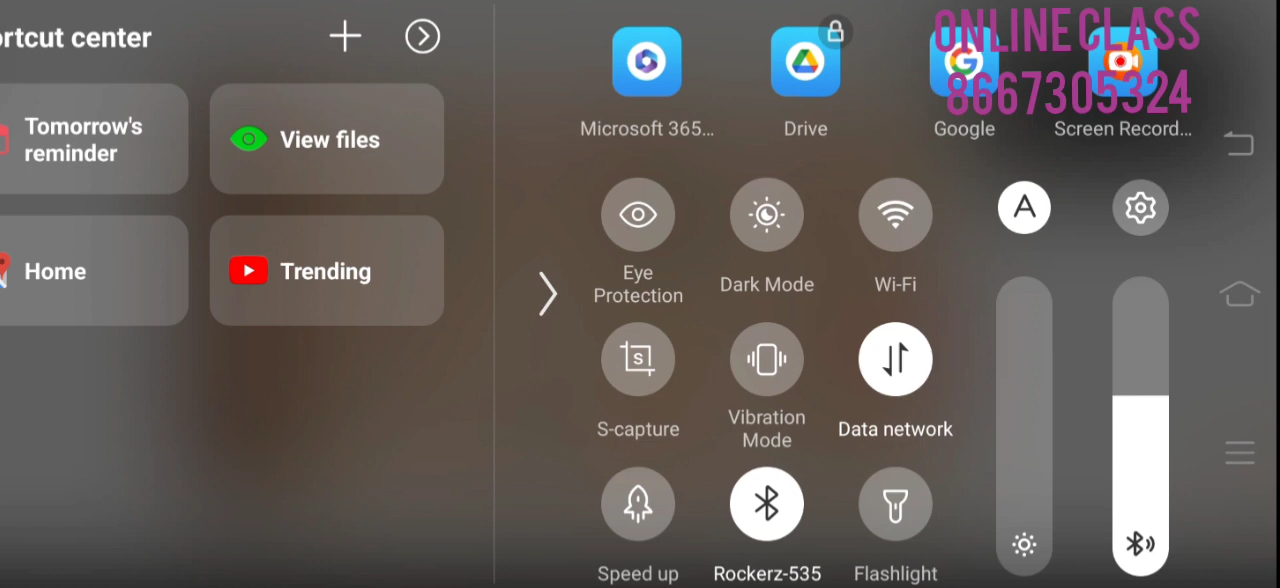 ortcut center
Tomorrow's
reminder
View files
Home
Trending
ONLINE CLASS
8667305324
Microsoft 365...
Drive
Google
Screen Record...
A
Eye
Protection
Dark Mode
Wi-Fi
S
S-capture
Vibration
Mode
Data network
Speed up
Rockerz-535
Flashlight